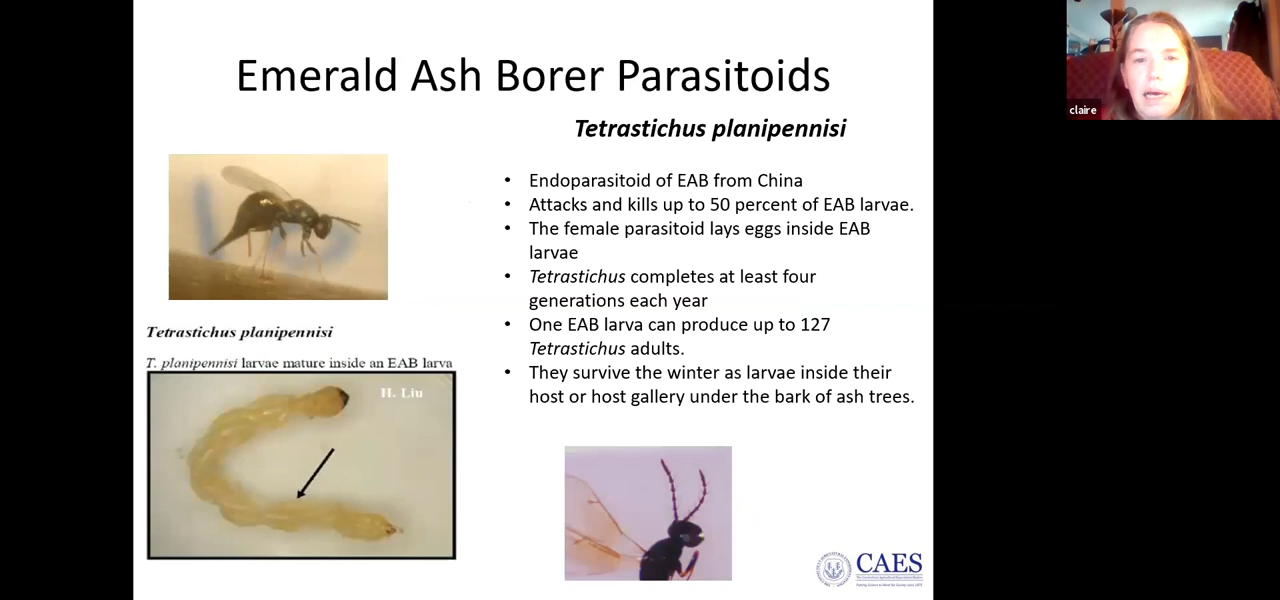 Emerald Ash Borer Parasitoids
Tetrastichus planipennisi
• Endoparasitoid of EAB from China
• Attacks and kills up to 50 percent of EAB larvae.
• The female parasitoid lays eggs inside EAB
larvae
• Tetrastichus completes at least four
generations each year
• One EAB larva can produce up to 127
Tetrastichus adults.
• They survive the winter as larvae inside their
host or host gallery under the bark of ash trees.
Tetrastichus planipennisi
T. planipennisi larvae mature inside an EAB larva
H. Liu
CAES
claire